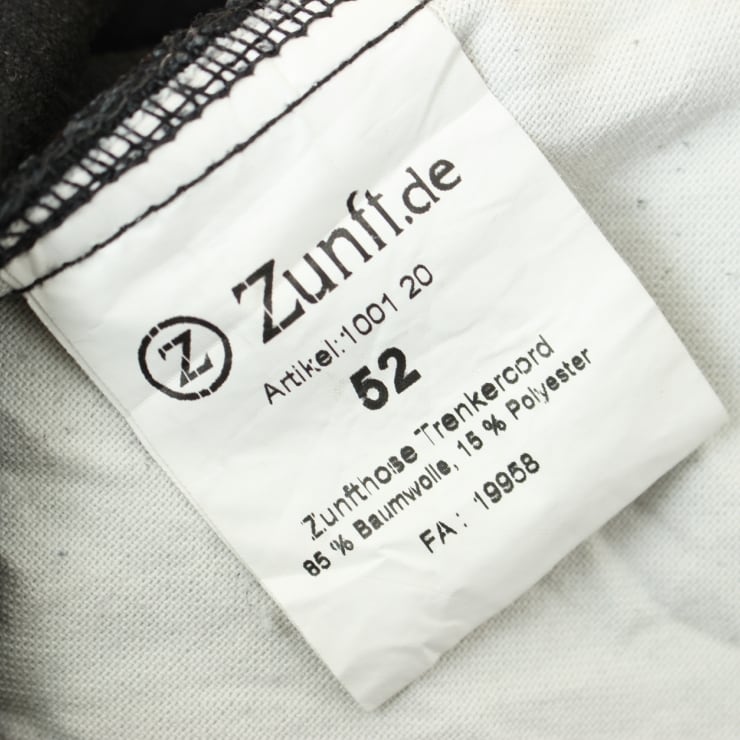 Z Zunft.de
Artikel:1001 20
52
Zunfthose Trenkercord
85 % Baumwolle, 15 % Polyester
FA: 19958